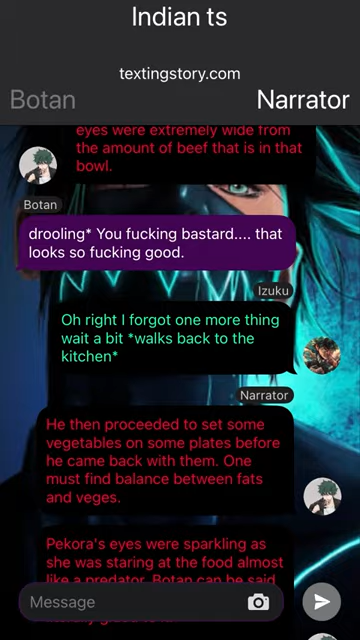 Indian ts
textingstory.com
Botan
Narrator
eyes were extremely wide from
the amount of beef that is in that
bowl.
Botan
drooling* You fucking bastard.... that
looks so fucking good.
Izuku
Oh right I forgot one more thing
wait a bit *walks back to the
kitchen*
Narrator
He then proceeded to set some
vegetables on some plates before
he came back with them. One
must find balance between fats
and veges.
Pekora's eyes were sparkling as
she was staring at the food almost
like a predator. Botan can be said
Message